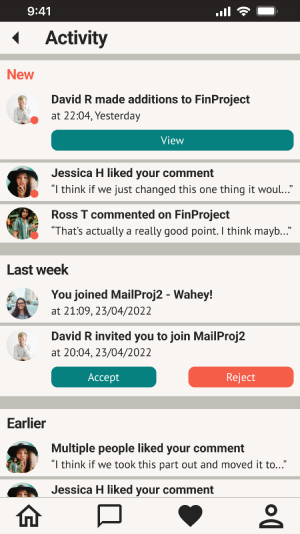 9:41
Activity
New
David R made additions to FinProject
at 22:04, Yesterday
View
Jessica H liked your comment
“I think if we just changed this one thing it woul...”
Ross T commented on FinProject
“That's actually a really good point. I think mayb...”
Last week
You joined MailProj2 - Wahey!
at 21:09, 23/04/2022
David R invited you to join MailProj2
at 20:04, 23/04/2022
Accept
Reject
Earlier
Multiple people liked your comment
“I think if we took this part out and moved it to...”
Jessica H liked your comment